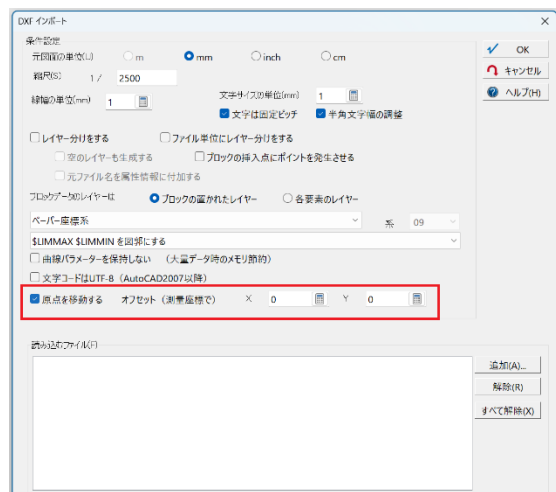 DXF インポート
条件設定
元図面の単位(U) m mm inch cm
縮尺(S) 1 / 2500
線幅の単位(mm) 1 文字サイズの単位(mm) 1
文字は固定ピッチ 半角文字幅の調整
レイヤー分けをする ファイル単位にレイヤー分けをする
空のレイヤーも生成する ブロックの挿入点にポイントを発生させる
元ファイル名を属性情報に付加する
ブロックデータのレイヤーは ブロックの置かれたレイヤー 各要素のレイヤー
ペーパー座標系 系 09
$LIMMAX $LIMMIN を図郭にする
曲線パラメーターを保持しない （大量データ時のメモリ節約）
文字コードはUTF-8（AutoCAD2007以降）
原点を移動する オフセット（測量座標で） X 0 Y 0
読み込むファイル(F)
OK
キャンセル
ヘルプ(H)
追加(A)...
解除(R)
すべて解除(X)